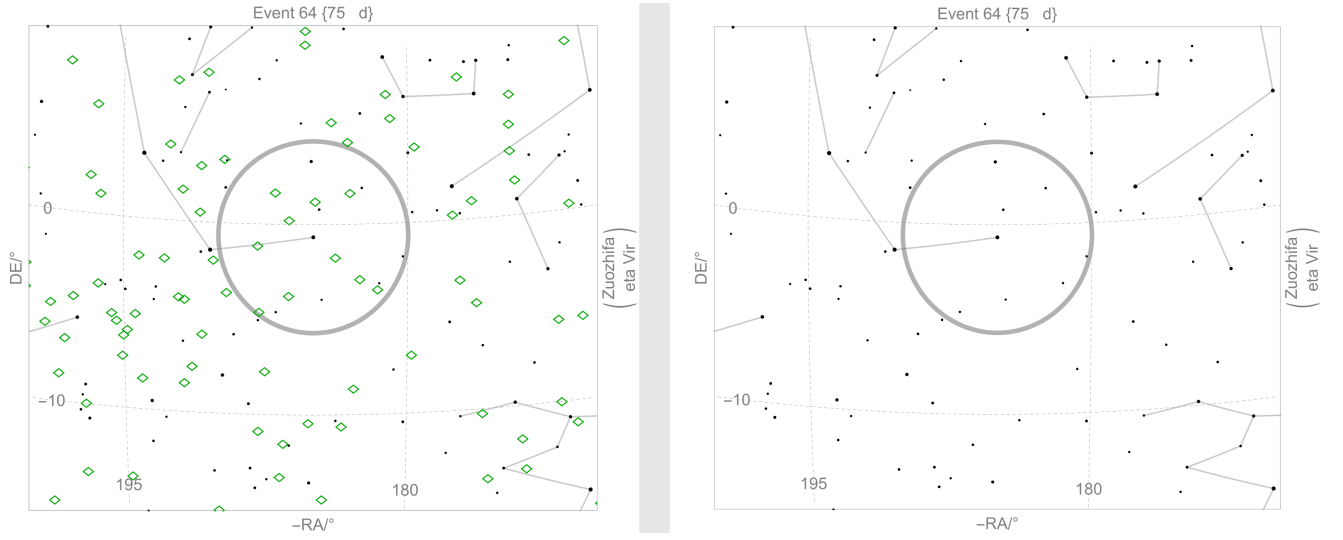 Event 64 {75 d}
DE/°
0
−10
195
180
−RA/°
(Zuozhifa
eta Vir)
Event 64 {75 d}
DE/°
0
−10
195
180
−RA/°
(Zuozhifa
eta Vir)